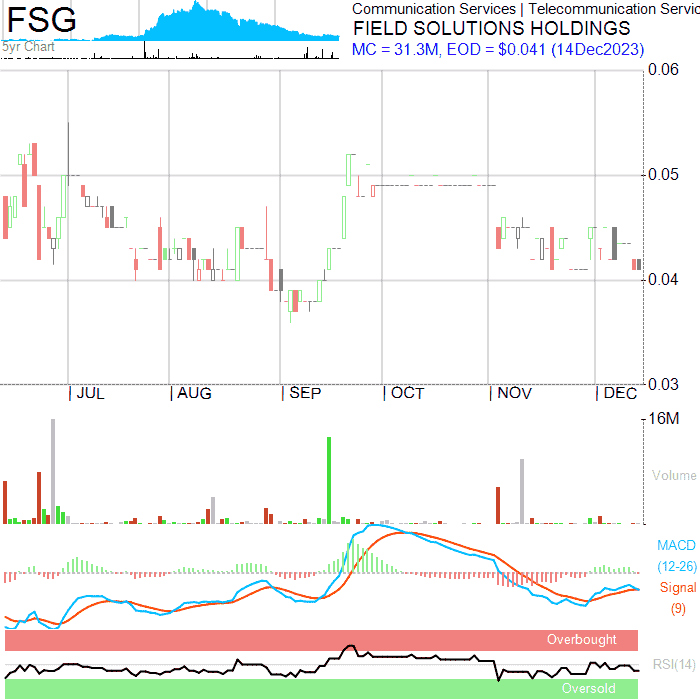 FSG
Communication Services | Telecommunication Servic
FIELD SOLUTIONS HOLDINGS
5yr Chart
MC = 31.3M, EOD = $0.041 (14Dec2023)
0.06
0.05
0.04
0.03
JUL AUG SEP OCT NOV DEC
16M
Volume
MACD
(12-26)
Signal
(9)
Overbought
RSI(14)
Oversold